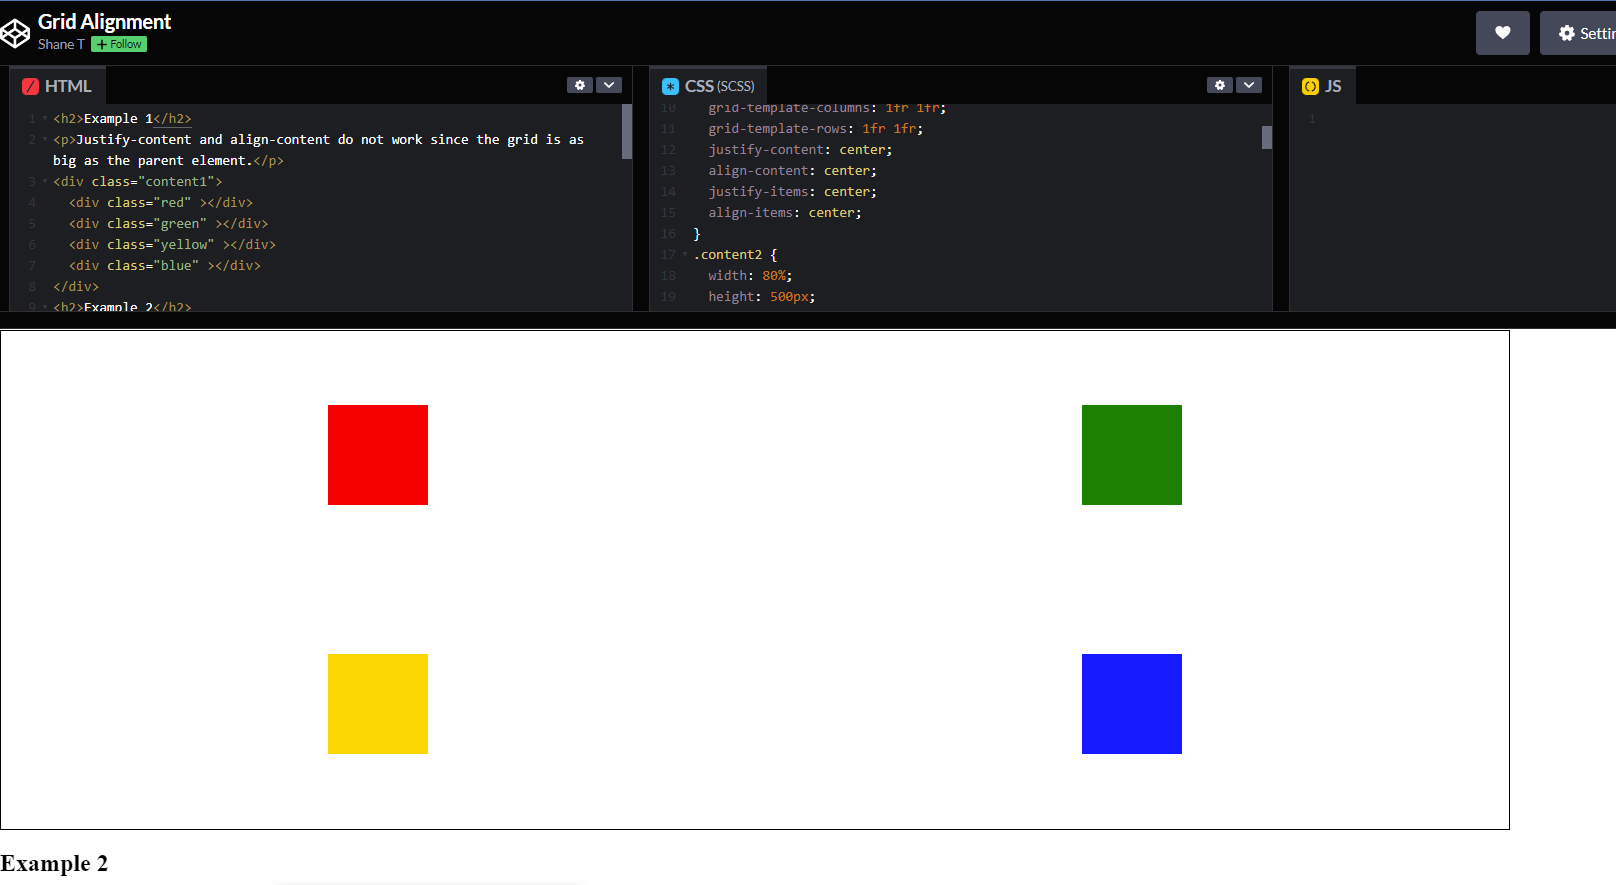 Grid Alignment
Shane T + Follow
Settin
HTML
1 <h2>Example 1</h2>
2 <p>Justify-content and align-content do not work since the grid is as
big as the parent element.</p>
3 <div class="content1">
4 <div class="red" ></div>
5 <div class="green" ></div>
6 <div class="yellow" ></div>
7 <div class="blue" ></div>
8 </div>
9 <h2>Example 2</h2>
CSS (SCSS)
10 grid-template-columns: 1fr 1fr;
11 grid-template-rows: 1fr 1fr;
12 justify-content: center;
13 align-content: center;
14 justify-items: center;
15 align-items: center;
16 }
17 .content2 {
18 width: 80%;
19 height: 500px;
JS
1
Example 2